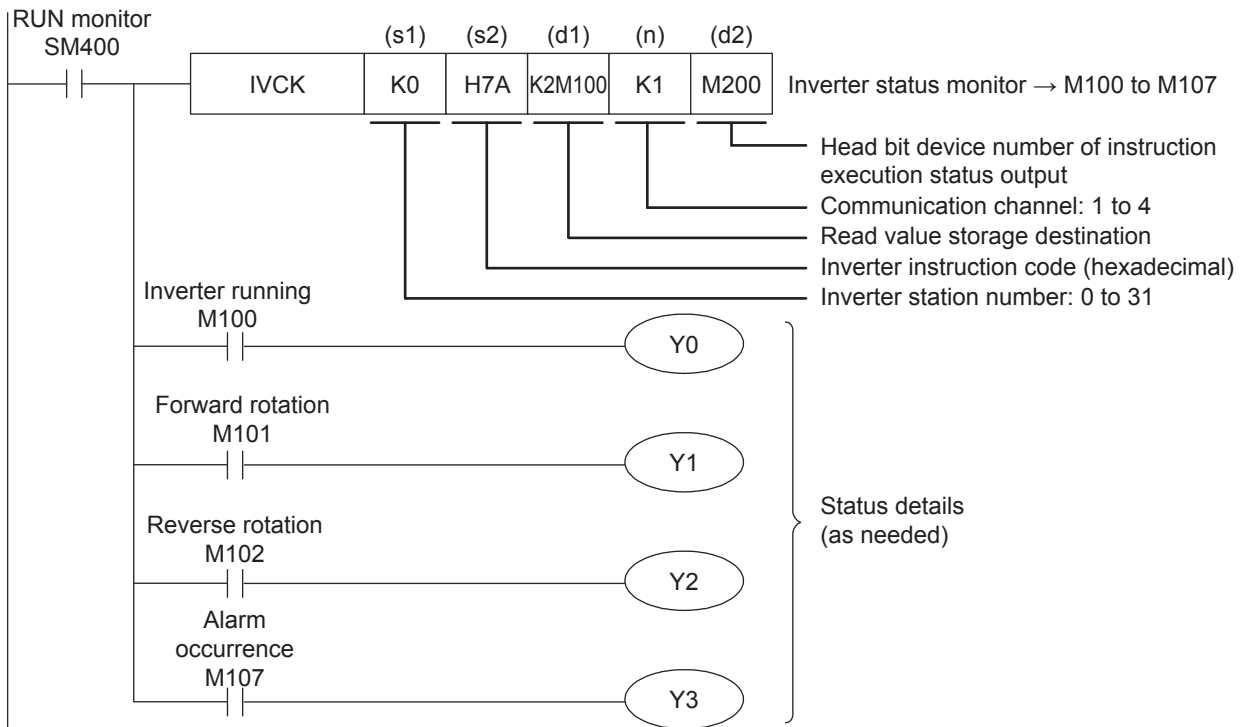 RUN monitor
SM400
(s1) (s2) (d1) (n) (d2)
IVCK K0 H7A K2M100 K1 M200 Inverter status monitor → M100 to M107
Head bit device number of instruction
execution status output
Communication channel: 1 to 4
Read value storage destination
Inverter instruction code (hexadecimal)
Inverter station number: 0 to 31
Inverter running
M100
Y0
Forward rotation
M101
Y1
Reverse rotation
M102
Y2
Alarm
occurrence
M107
Y3
Status details
(as needed)